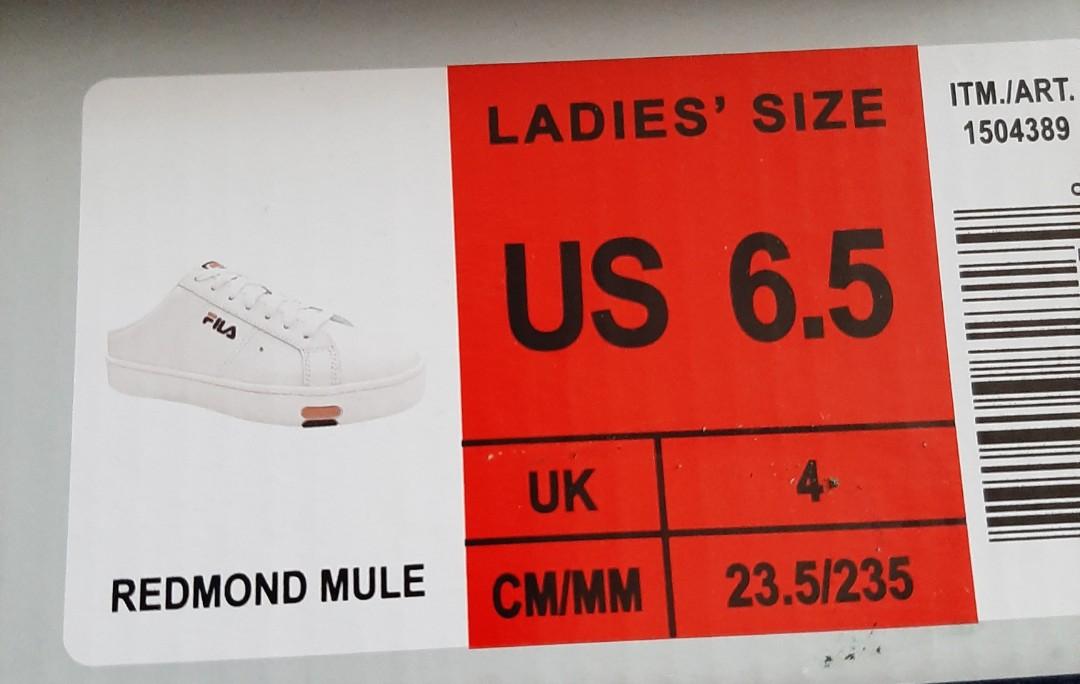 FILA
REDMOND MULE
LADIES' SIZE
US 6.5
UK 4
CM/MM 23.5/235
ITM./ART.
1504389